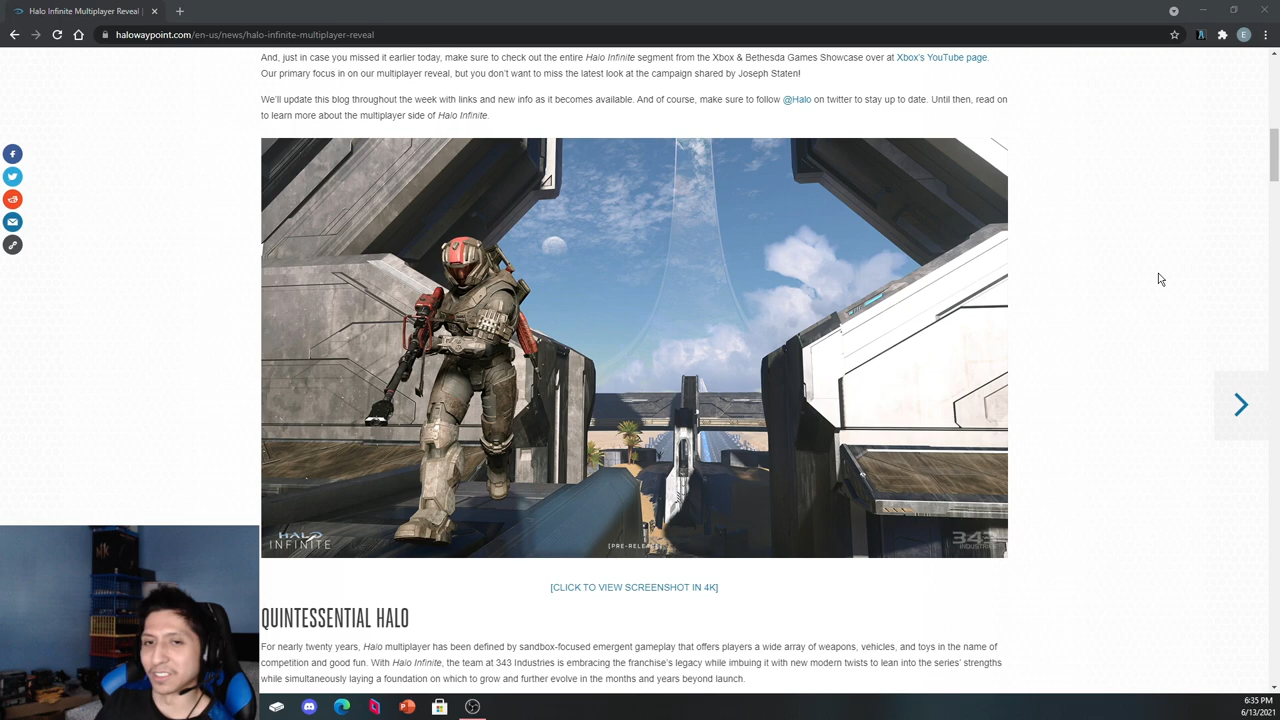 Halo Infinite Multiplayer Reveal |
halowaypoint.com/en-us/news/halo-infinite-multiplayer-reveal
E
And, just in case you missed it earlier today, make sure to check out the entire Halo Infinite segment from the Xbox & Bethesda Games Showcase over at Xbox's YouTube page.
Our primary focus in on our multiplayer reveal, but you don't want to miss the latest look at the campaign shared by Joseph Staten!
We'll update this blog throughout the week with links and new info as it becomes available. And of course, make sure to follow @Halo on twitter to stay up to date. Until then, read on
to learn more about the multiplayer side of Halo Infinite.
HALO
INFINITE
343
INDUSTRIES
[CLICK TO VIEW SCREENSHOT IN 4K]
QUINTESSENTIAL HALO
For nearly twenty years, Halo multiplayer has been defined by sandbox-focused emergent gameplay that offers players a wide array of weapons, vehicles, and toys in the name of
competition and good fun. With Halo Infinite, the team at 343 Industries is embracing the franchise's legacy while imbuing it with new modern twists to lean into the series' strengths
while simultaneously laying a foundation on which to grow and further evolve in the months and years beyond launch.
6:35 PM
6/13/2021